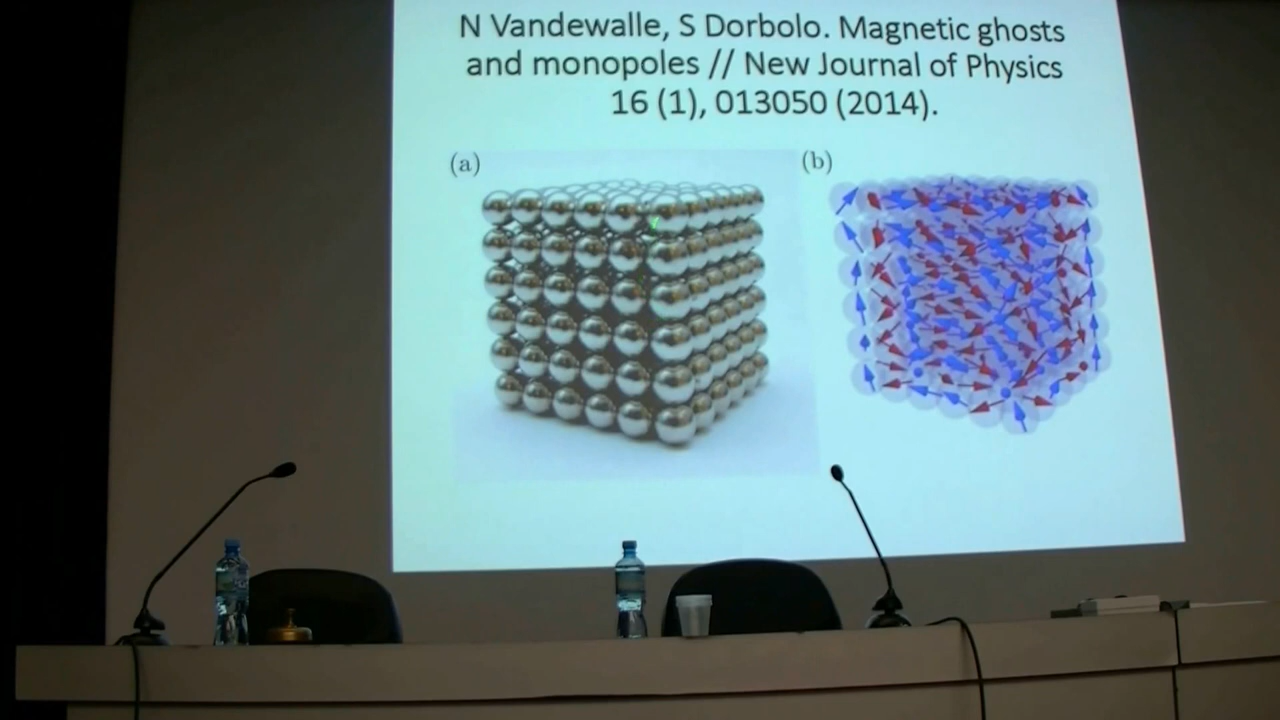 N Vandewalle, S Dorbolo. Magnetic ghosts
and monopoles // New Journal of Physics
16 (1), 013050 (2014).
(a)
(b)